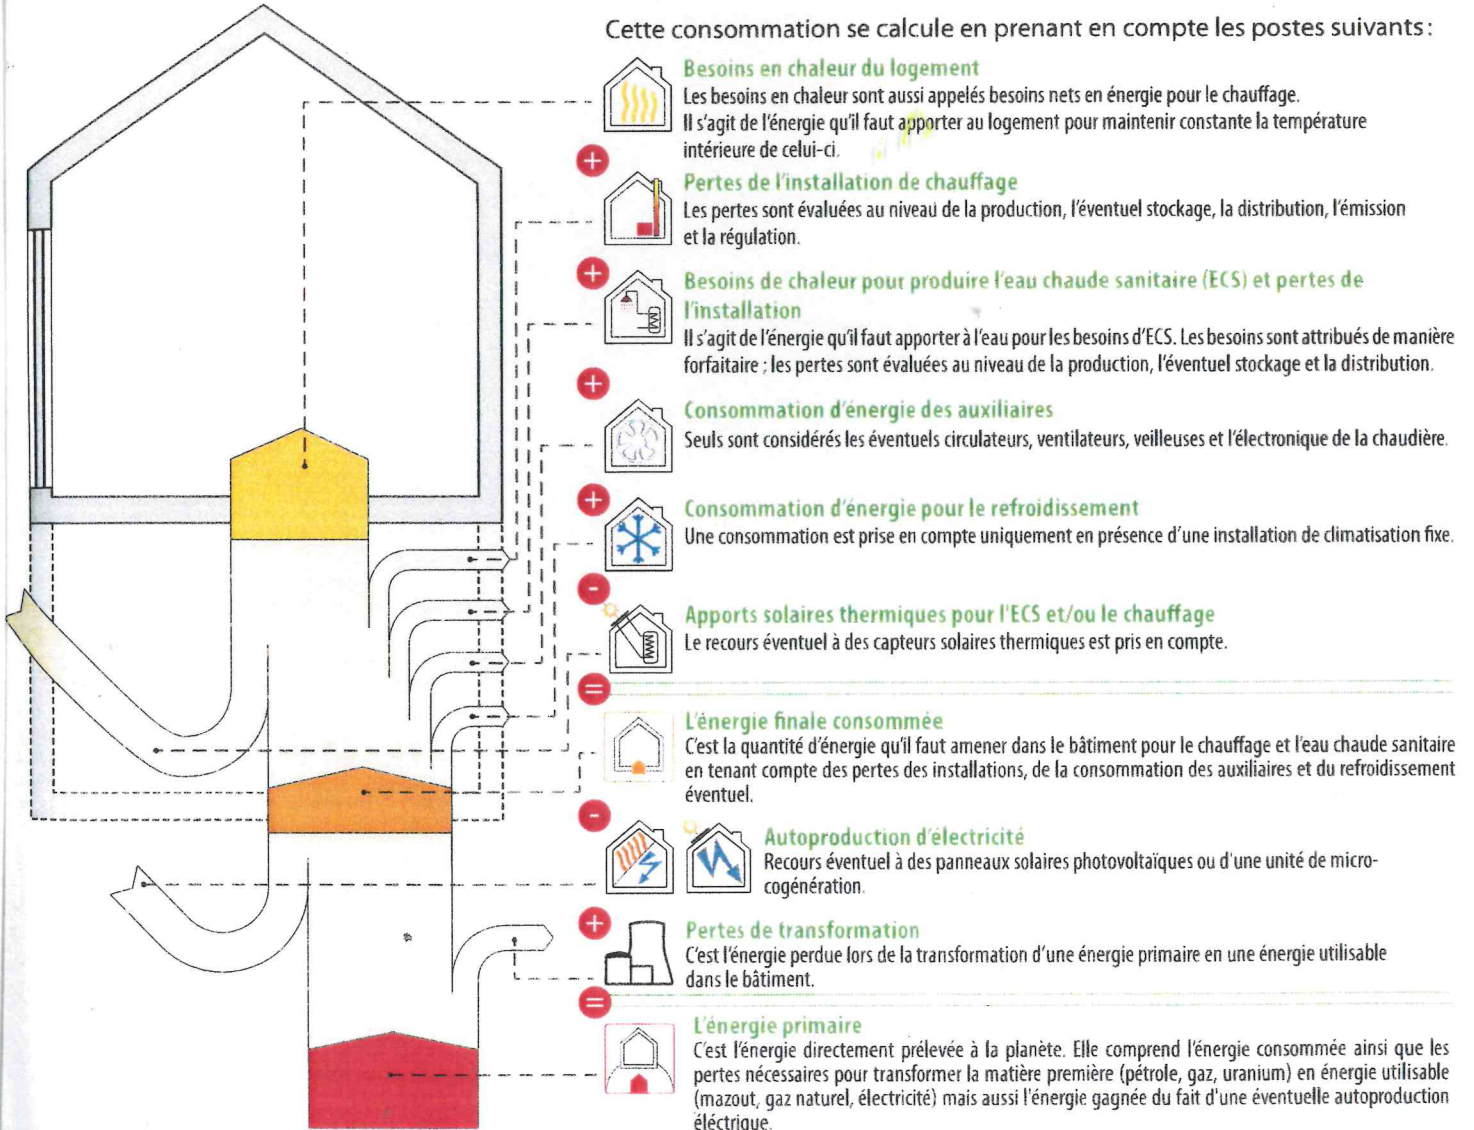 Cette consommation se calcule en prenant en compte les postes suivants :
Besoins en chaleur du logement
Les besoins en chaleur sont aussi appelés besoins nets en énergie pour le chauffage.
Il s'agit de l'énergie qu'il faut apporter au logement pour maintenir constante la température
intérieure de celui-ci.
+
Pertes de l'installation de chauffage
Les pertes sont évaluées au niveau de la production, l'éventuel stockage, la distribution, l'émission
et la régulation.
+
Besoins de chaleur pour produire l'eau chaude sanitaire (ECS) et pertes de
l'installation
Il s'agit de l'énergie qu'il faut apporter à l'eau pour les besoins d'ECS. Les besoins sont attribués de manière
forfaitaire ; les pertes sont évaluées au niveau de la production, l'éventuel stockage et la distribution.
+
Consommation d'énergie des auxiliaires
Seuls sont considérés les éventuels circulateurs, ventilateurs, veilleuses et l'électronique de la chaudière.
+
Consommation d'énergie pour le refroidissement
Une consommation est prise en compte uniquement en présence d'une installation de climatisation fixe.
-
Apports solaires thermiques pour l'ECS et/ou le chauffage
Le recours éventuel à des capteurs solaires thermiques est pris en compte.
=
L'énergie finale consommée
C'est la quantité d'énergie qu'il faut amener dans le bâtiment pour le chauffage et l'eau chaude sanitaire
en tenant compte des pertes des installations, de la consommation des auxiliaires et du refroidissement
éventuel.
-
Autoproduction d'électricité
Recours éventuel à des panneaux solaires photovoltaïques ou d'une unité de micro-
cogénération.
+
Pertes de transformation
C'est l'énergie perdue lors de la transformation d'une énergie primaire en une énergie utilisable
dans le bâtiment.
=
L'énergie primaire
C'est l'énergie directement prélevée à la planète. Elle comprend l'énergie consommée ainsi que les
pertes nécessaires pour transformer la matière première (pétrole, gaz, uranium) en énergie utilisable
(mazout, gaz naturel, électricité) mais aussi l'énergie gagnée du fait d'une éventuelle autoproduction
éléctrique.